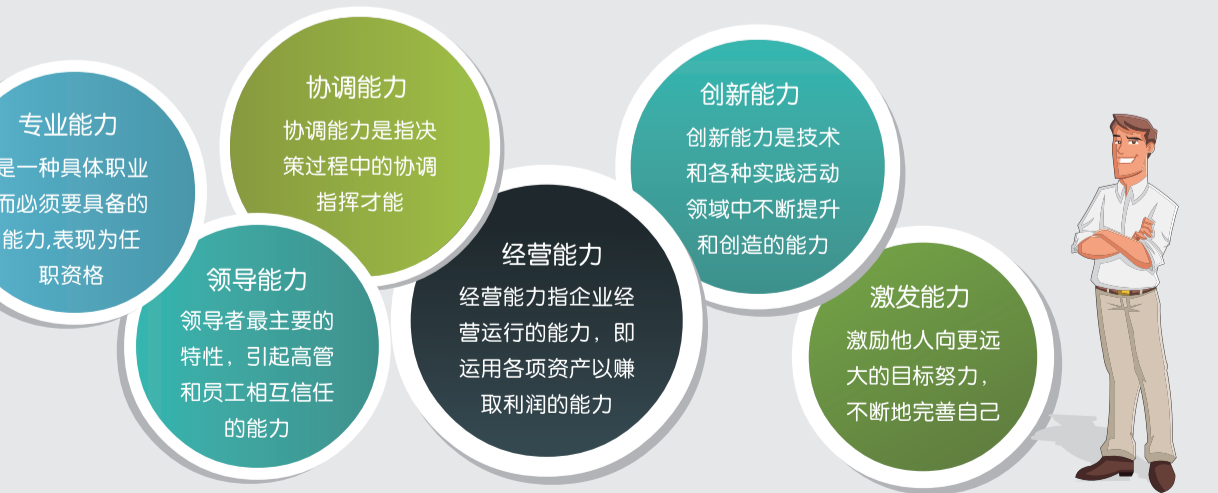 专业能力
是一种具体职业
而必须要具备的
能力,表现为任
职资格
领导能力
领导者最主要的
特性，引起高管
和员工相互信任
的能力
协调能力
协调能力是指决
策过程中的协调
指挥才能
经营能力
经营能力指企业经
营运行的能力，即
运用各项资产以赚
取利润的能力
创新能力
创新能力是技术
和各种实践活动
领域中不断提升
和创造的能力
激发能力
激励他人向更远
大的目标努力，
不断地完善自己